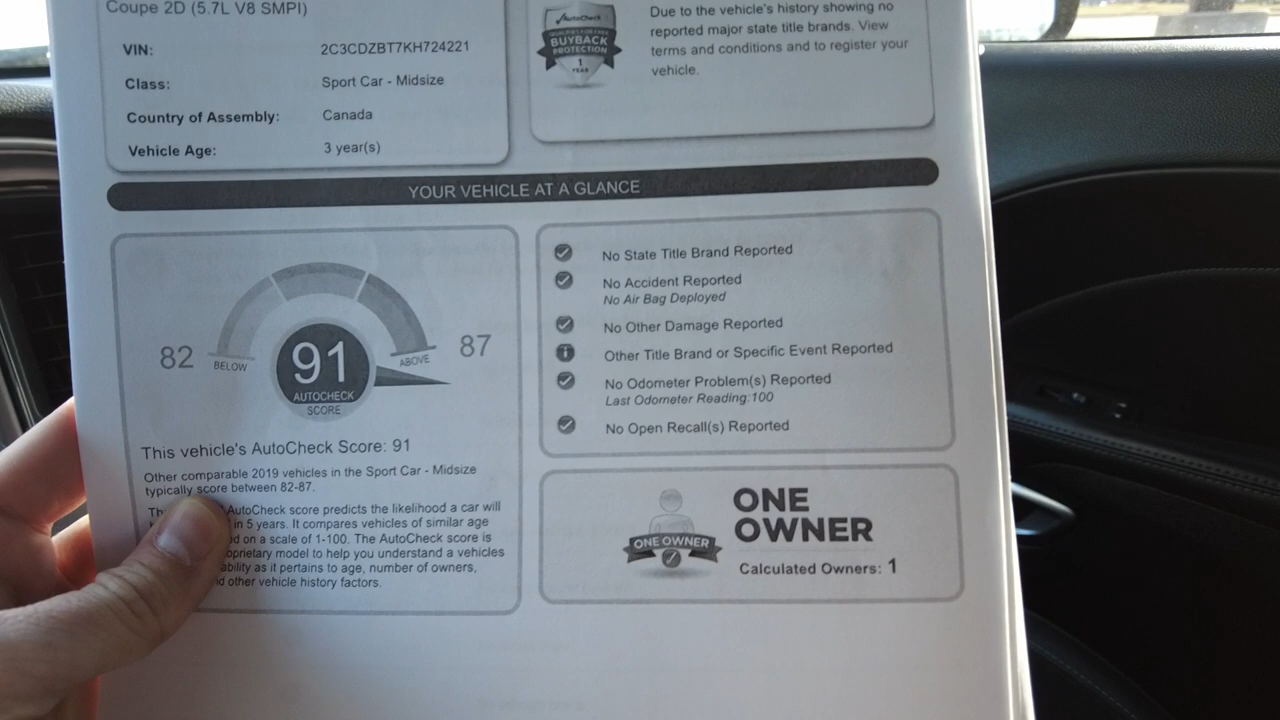 Coupe 2D (5.7L V8 SMPI)
VIN: 2C3CDZBT7KH724221
Class: Sport Car - Midsize
Country of Assembly: Canada
Vehicle Age: 3 year(s)
AutoCheck
BUYBACK
PROTECTION
1
YEAR
Due to the vehicle's history showing no
reported major state title brands. View
terms and conditions and to register your
vehicle.
YOUR VEHICLE AT A GLANCE
82
BELOW
91
AUTOCHECK
SCORE
ABOVE
87
This vehicle's AutoCheck Score: 91
Other comparable 2019 vehicles in the Sport Car - Midsize
typically score between 82-87.
AutoCheck score predicts the likelihood a car will
in 5 years. It compares vehicles of similar age
on a scale of 1-100. The AutoCheck score is
model to help you understand a vehicles
as it pertains to age, number of owners,
other vehicle history factors.
No State Title Brand Reported
No Accident Reported
No Air Bag Deployed
No Other Damage Reported
Other Title Brand or Specific Event Reported
No Odometer Problem(s) Reported
Last Odometer Reading:100
No Open Recall(s) Reported
ONE OWNER
ONE
OWNER
Calculated Owners: 1